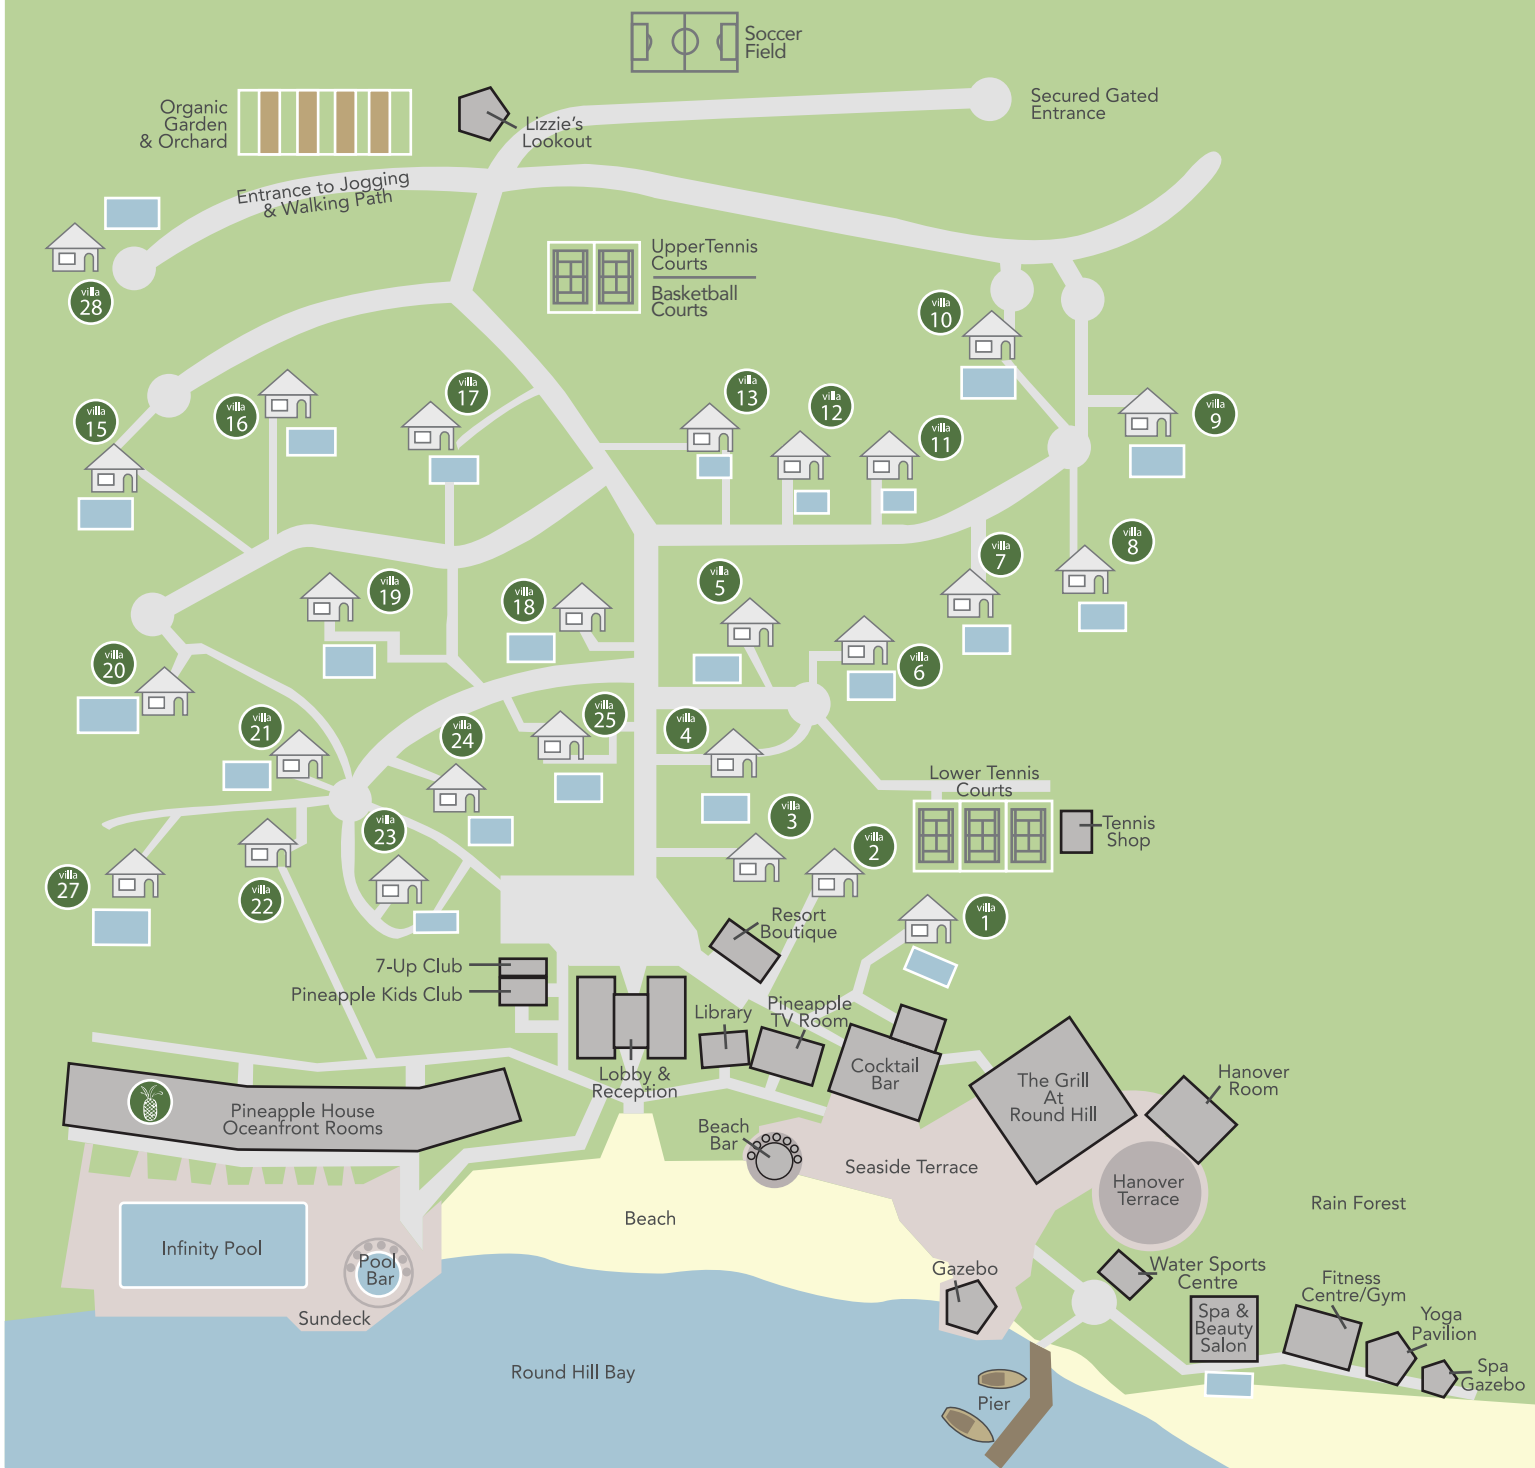 Soccer
Field
Organic
Garden
& Orchard
Lizzie's
Lookout
Secured Gated
Entrance
Entrance to Jogging
& Walking Path
UpperTennis
Courts
Basketball
Courts
villa
28
villa
10
villa
17
villa
13
villa
12
villa
16
villa
15
villa
11
villa
9
villa
8
villa
7
villa
5
villa
19
villa
18
villa
20
villa
6
villa
21
villa
24
villa
25
villa
4
Lower Tennis
Courts
Tennis
Shop
villa
3
villa
23
villa
2
villa
27
villa
22
villa
1
Resort
Boutique
7-Up Club
Pineapple Kids Club
Library
Pineapple
TV Room
Lobby &
Reception
Cocktail
Bar
The Grill
At
Round Hill
Hanover
Room
Pineapple House
Oceanfront Rooms
Beach
Bar
Seaside Terrace
Hanover
Terrace
Rain Forest
Beach
Infinity Pool
Pool
Bar
Sundeck
Gazebo
Water Sports
Centre
Fitness
Centre/Gym
Spa &
Beauty
Salon
Yoga
Pavilion
Spa
Gazebo
Round Hill Bay
Pier